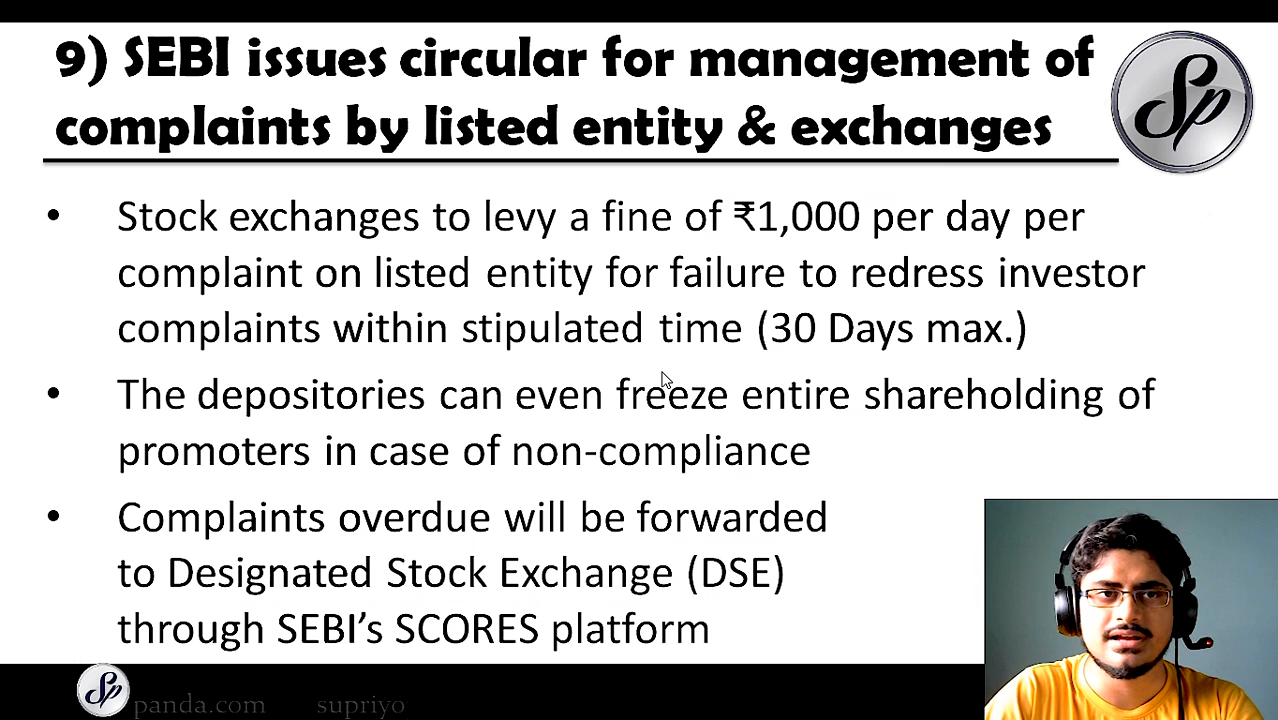 9) SEBI issues circular for management of
complaints by listed entity & exchanges
Sp
• Stock exchanges to levy a fine of ₹1,000 per day per
complaint on listed entity for failure to redress investor
complaints within stipulated time (30 Days max.)
• The depositories can even freeze entire shareholding of
promoters in case of non-compliance
• Complaints overdue will be forwarded
to Designated Stock Exchange (DSE)
through SEBI’s SCORES platform
Sp panda.com supriyo